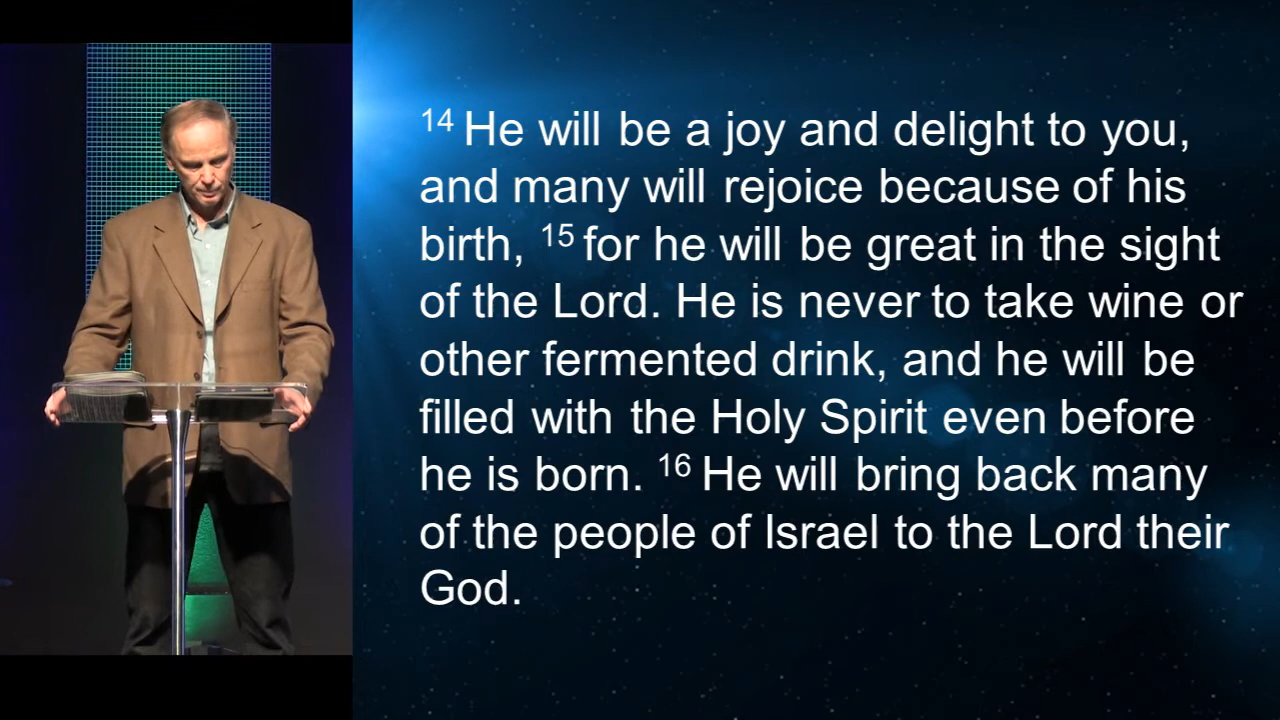 14 He will be a joy and delight to you,
and many will rejoice because of his
birth, 15 for he will be great in the sight
of the Lord. He is never to take wine or
other fermented drink, and he will be
filled with the Holy Spirit even before
he is born. 16 He will bring back many
of the people of Israel to the Lord their
God.